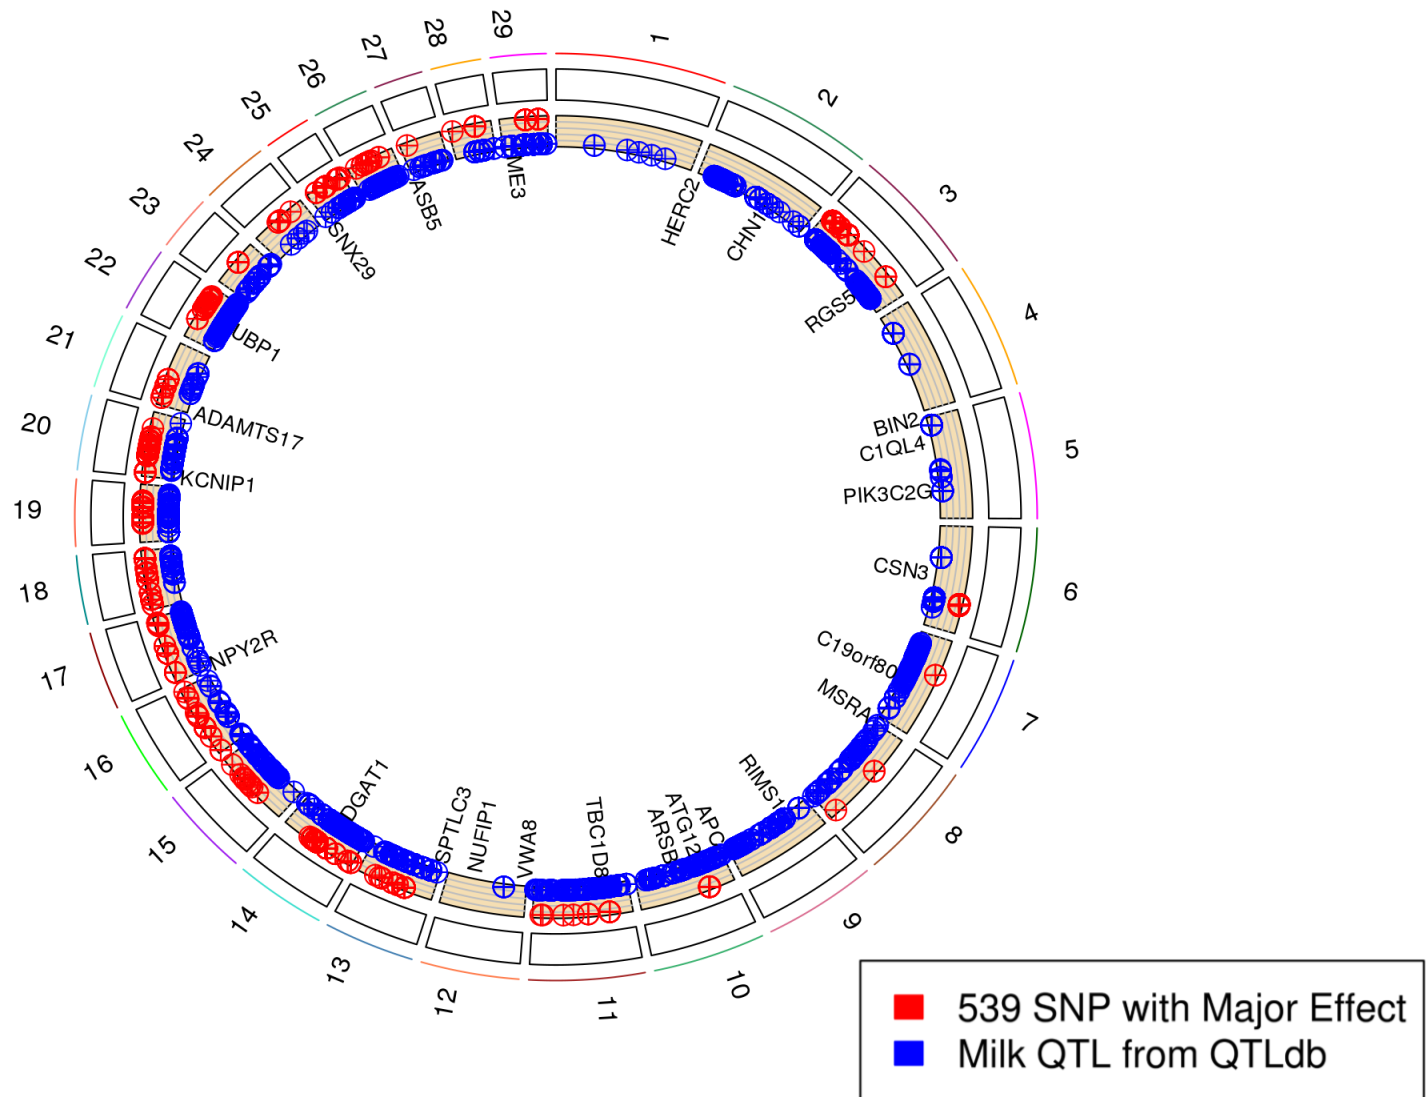 1
2
3
4
5
6
7
8
9
10
11
12
13
14
15
16
17
18
19
20
21
22
23
24
25
26
27
28
29
HERC2
CHN1
RGS5
BIN2
C1QL4
PIK3C2G
CSN3
C19orf80
MSRA
RIMS1
APC
ATG12
ARSB
TBC1D8
VWA8
NUFIP1
SPTLC3
DGAT1
NPY2R
KCNIP1
ADAMTS17
UBP1
SNX29
ASB5
ME3
539 SNP with Major Effect
Milk QTL from QTLdb